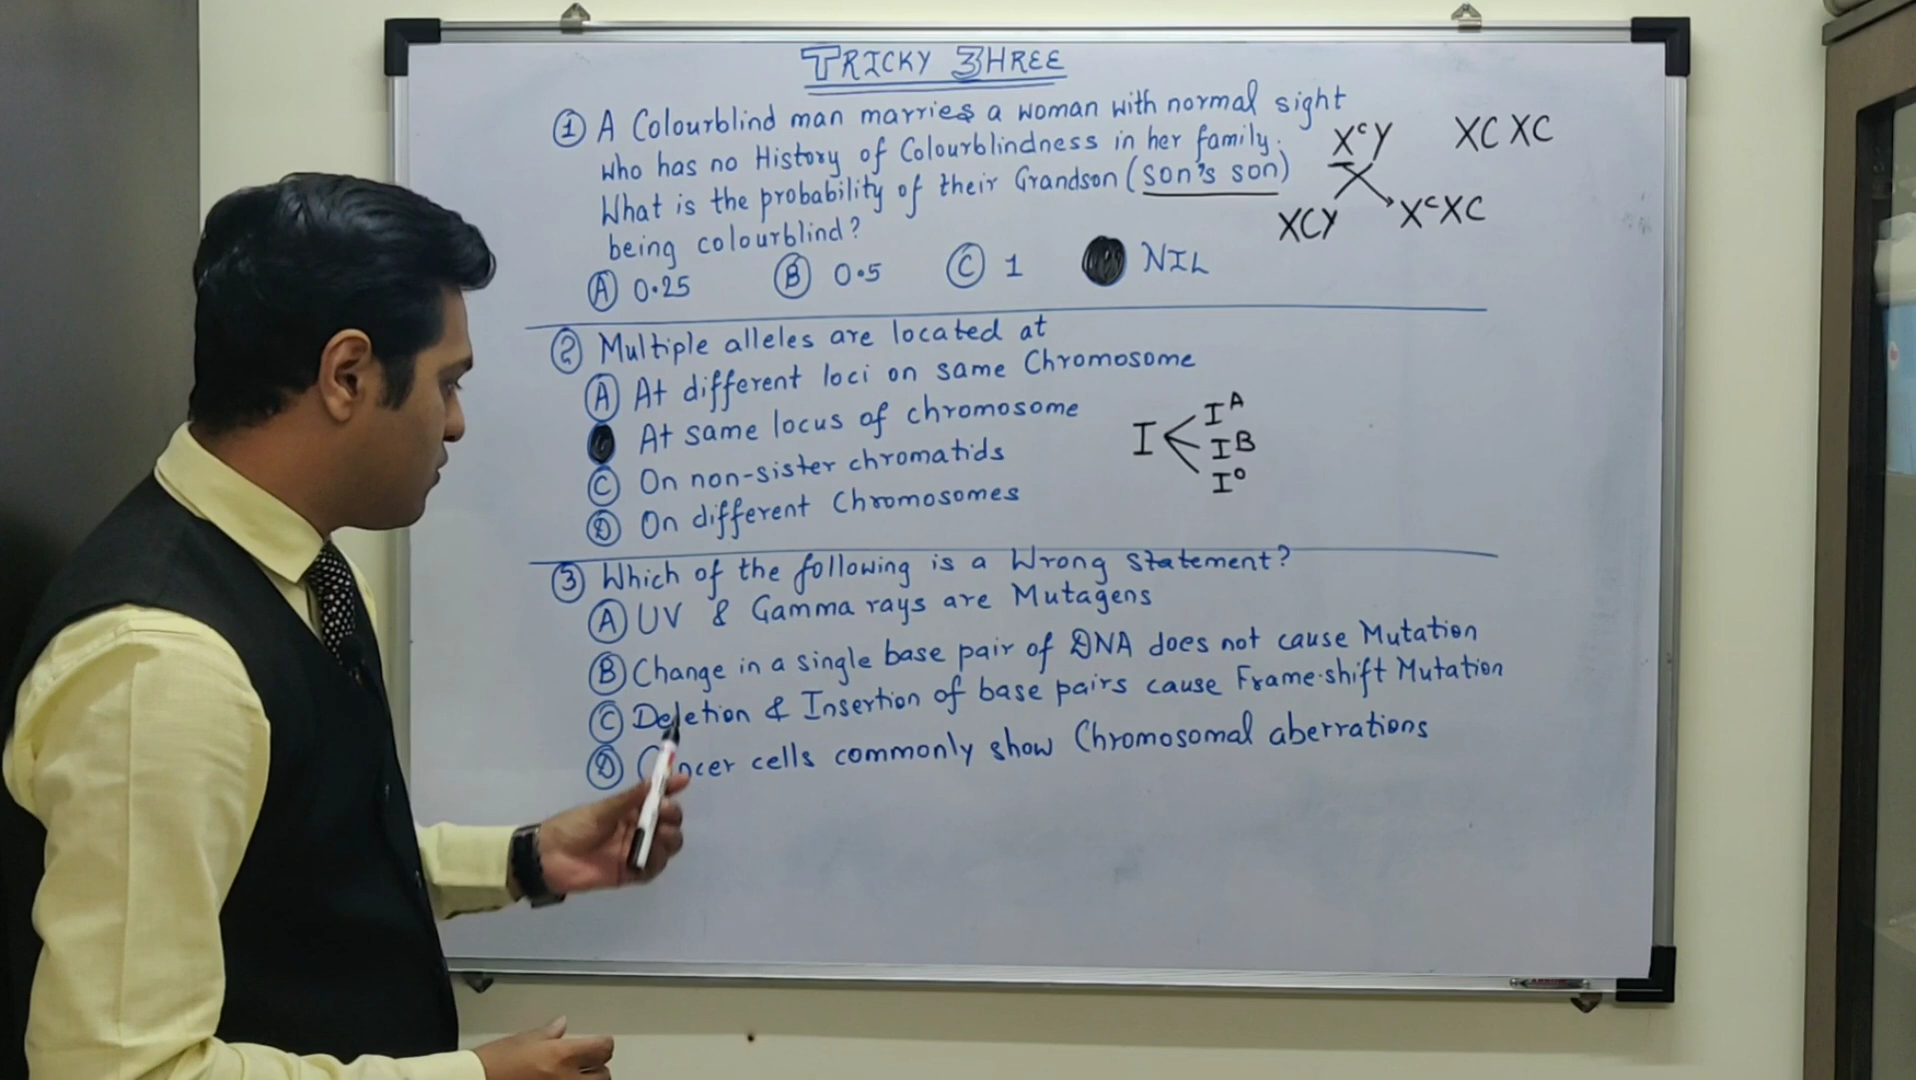 TRICKY THREE
① A Colourblind man marries a woman with normal sight
who has no History of Colourblindness in her family.
What is the probability of their Grandson (son's son)
being colourblind?
Ⓐ 0.25 Ⓑ 0.5 Ⓒ 1 NIL
XᶜY XC XC
XCY XᶜXC
② Multiple alleles are located at
Ⓐ At different loci on same Chromosome
At same locus of chromosome
Ⓒ On non-sister chromatids
Ⓓ On different Chromosomes
I Iᴬ
Iᴮ
I⁰
③ Which of the following is a Wrong statement?
Ⓐ UV & Gamma rays are Mutagens
Ⓑ Change in a single base pair of DNA does not cause Mutation
Ⓒ Deletion & Insertion of base pairs cause Frame-shift Mutation
Ⓓ Cancer cells commonly show Chromosomal aberrations